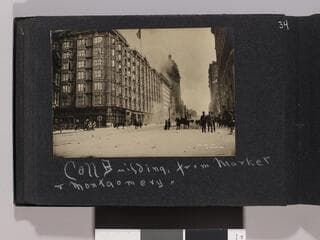 34
Call Building, from Market
& Montgomery.